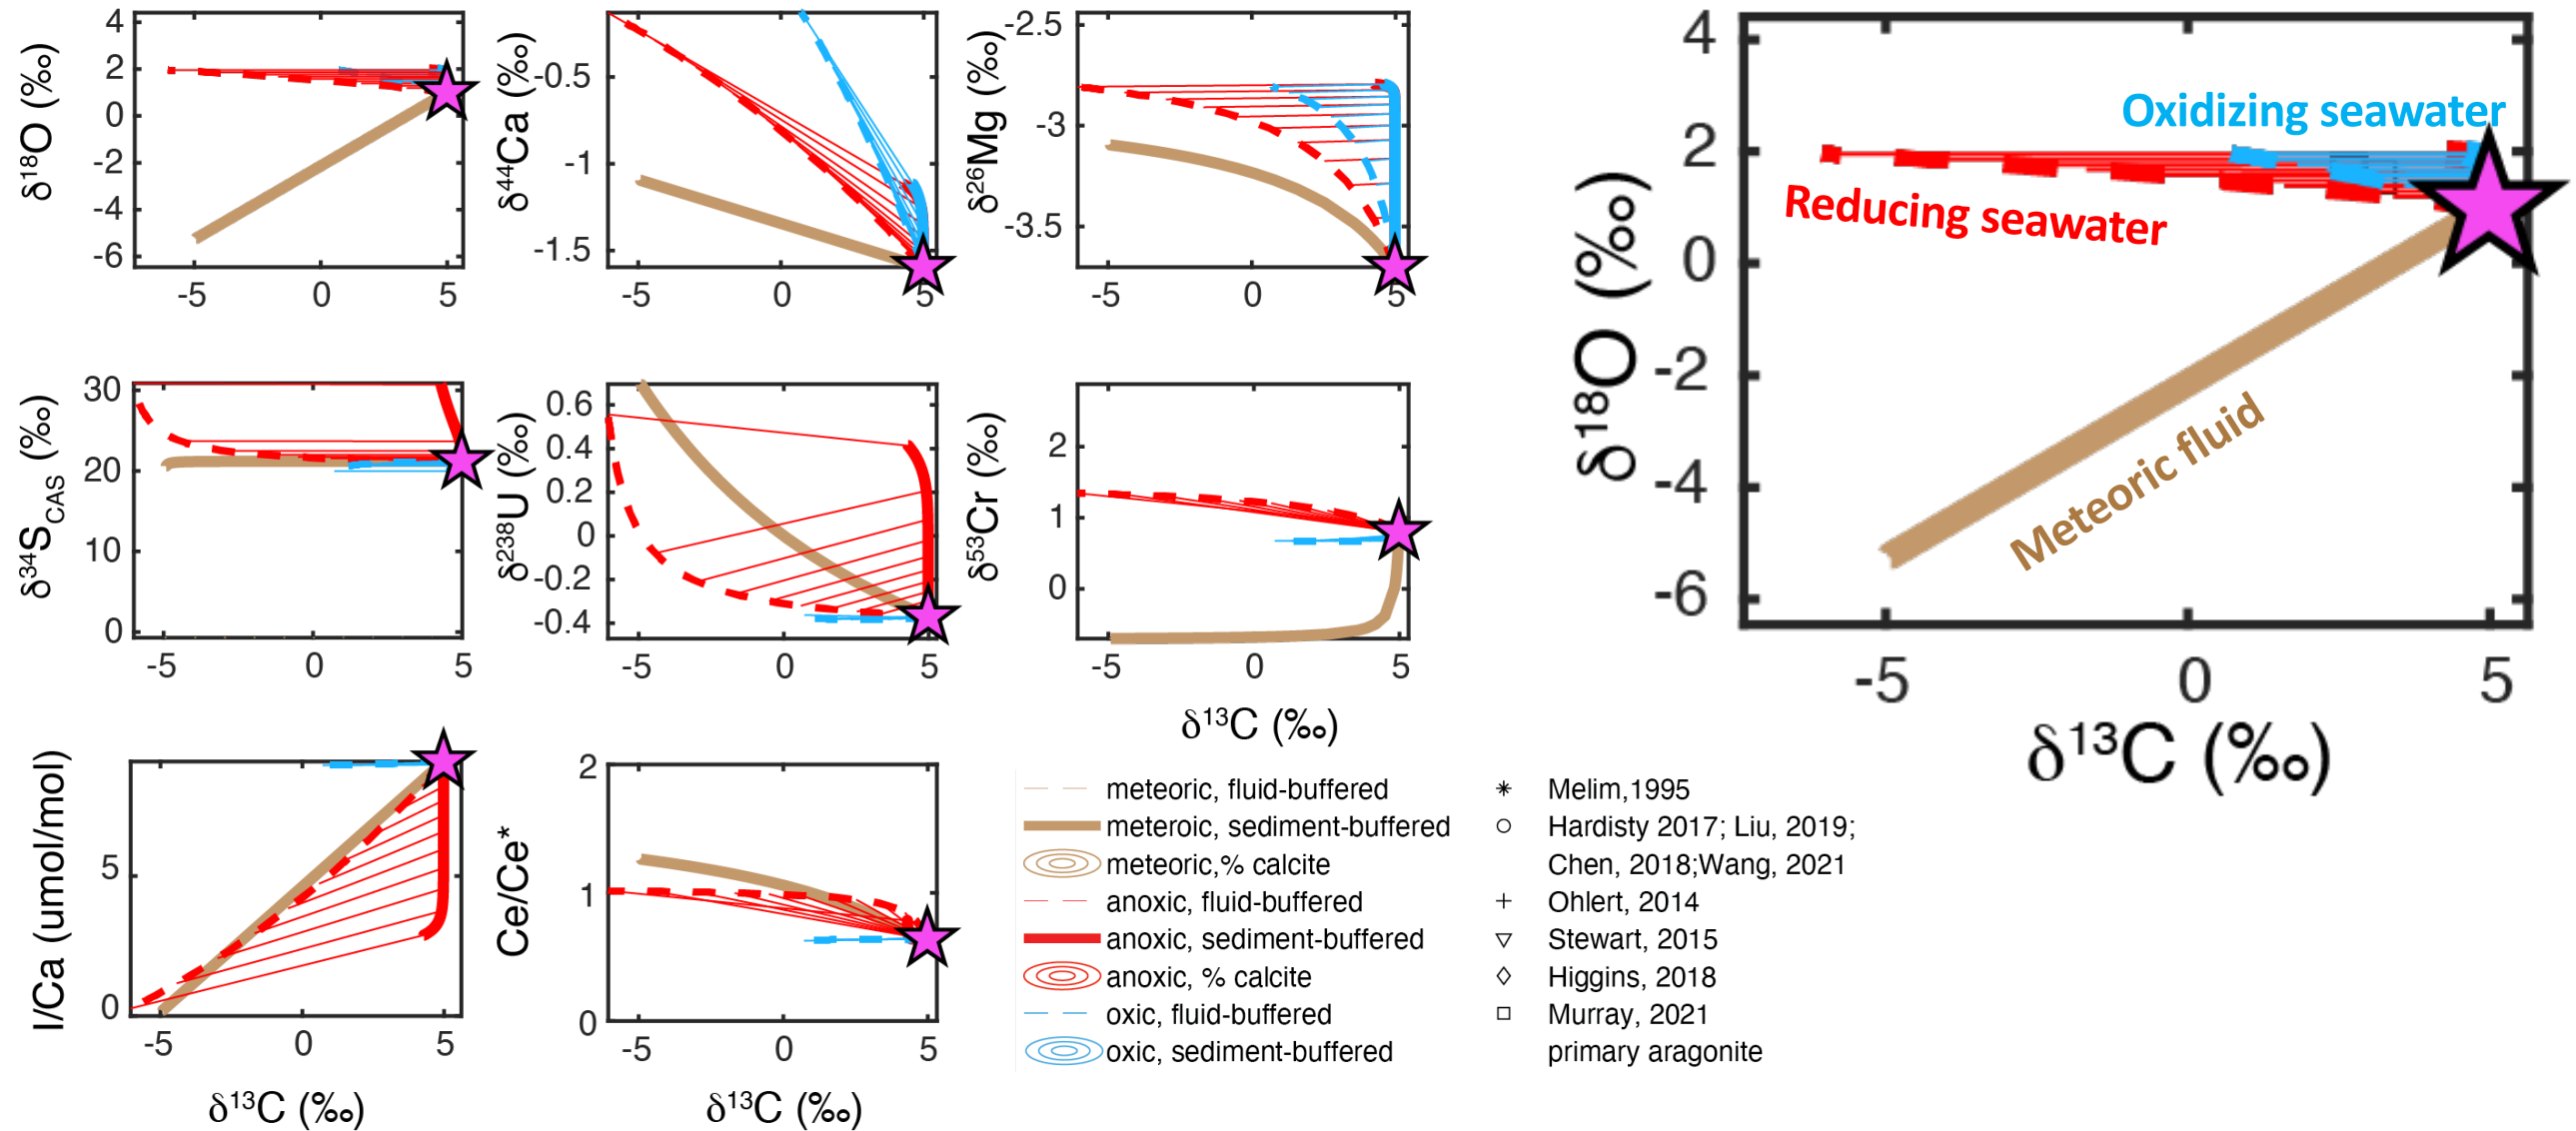 δ18O (‰)
4
2
0
-2
-4
-6
-5
0
5
δ44Ca (‰)
-0.5
-1
-1.5
-5
0
5
δ26Mg (‰)
-2.5
-3
-3.5
-5
0
5
δ34SCAS (‰)
30
20
10
0
-5
0
5
δ238U (‰)
0.6
0.4
0.2
0
-0.2
-0.4
-5
0
5
δ53Cr (‰)
2
1
0
-5
0
5
δ13C (‰)
I/Ca (umol/mol)
5
0
-5
0
5
δ13C (‰)
Ce/Ce*
2
1
0
-5
0
5
δ13C (‰)
meteoric, fluid-buffered
meteroic, sediment-buffered
meteoric,% calcite
anoxic, fluid-buffered
anoxic, sediment-buffered
anoxic, % calcite
oxic, fluid-buffered
oxic, sediment-buffered
Melim,1995
Hardisty 2017; Liu, 2019;
Chen, 2018;Wang, 2021
Ohlert, 2014
Stewart, 2015
Higgins, 2018
Murray, 2021
primary aragonite
δ18O (‰)
4
2
0
-2
-4
-6
Oxidizing seawater
Reducing seawater
Meteoric fluid
-5
0
5
δ13C (‰)